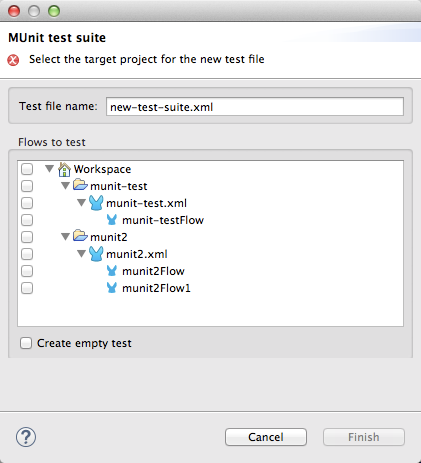 MUnit test suite
Select the target project for the new test file
Test file name: new-test-suite.xml
Flows to test
Workspace
munit-test
munit-test.xml
munit-testFlow
munit2
munit2.xml
munit2Flow
munit2Flow1
Create empty test
? Cancel Finish